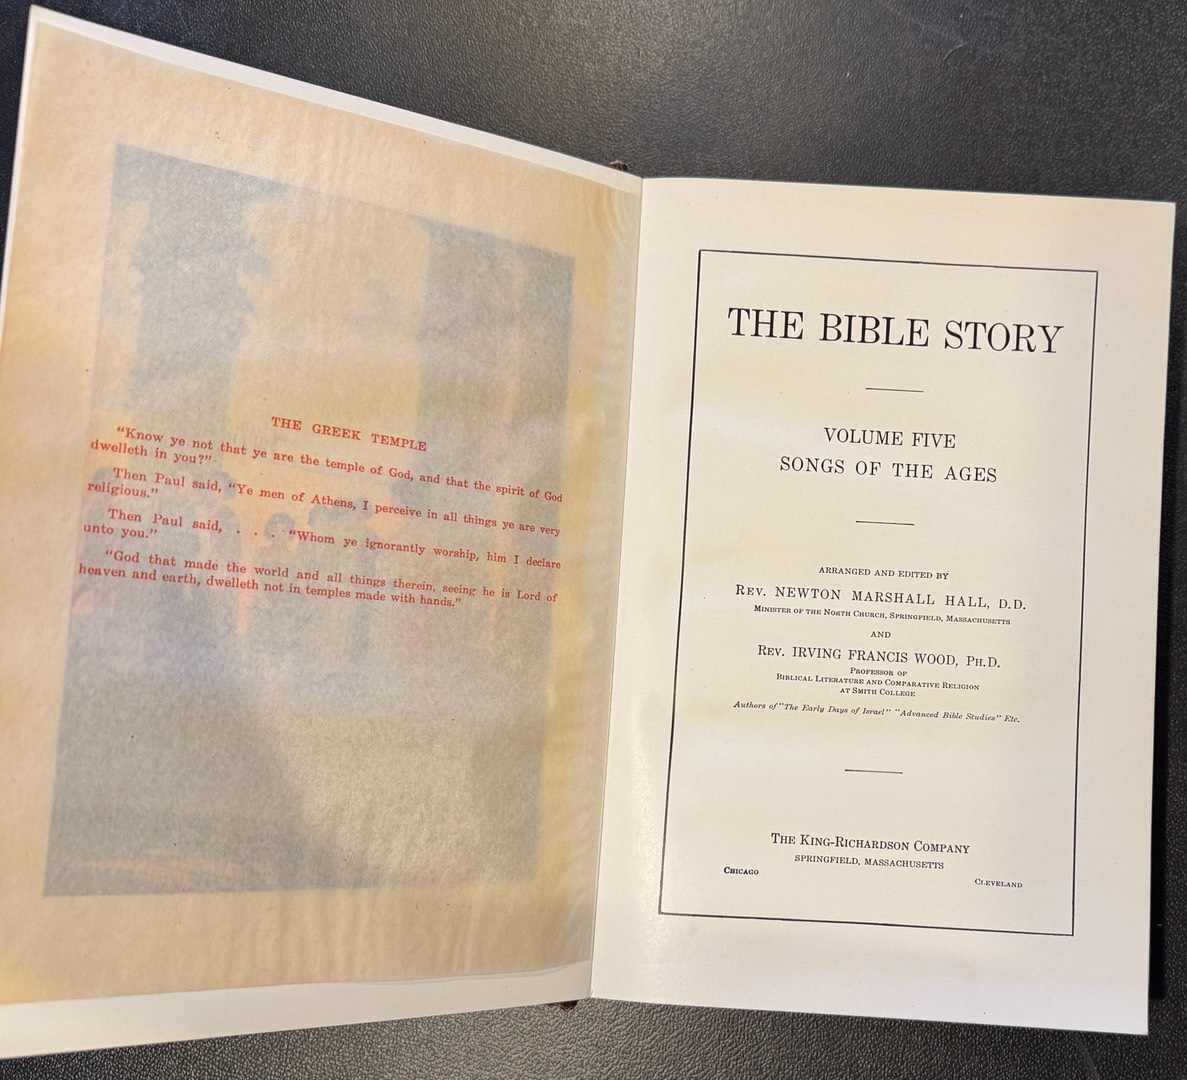 THE GREEK TEMPLE
"Know ye not that ye are the temple of God, and that the spirit of God
dwelleth in you?"
Then Paul said, "Ye men of Athens, I perceive in all things ye are very
religious."
Then Paul said, . . . "Whom ye ignorantly worship, him I declare
unto you."
"God that made the world and all things therein, seeing he is Lord of
heaven and earth, dwelleth not in temples made with hands."
THE BIBLE STORY
VOLUME FIVE
SONGS OF THE AGES
ARRANGED AND EDITED BY
REV. NEWTON MARSHALL HALL, D.D.
MINISTER OF THE NORTH CHURCH, SPRINGFIELD, MASSACHUSETTS
AND
REV. IRVING FRANCIS WOOD, PH.D.
PROFESSOR OF
BIBLICAL LITERATURE AND COMPARATIVE RELIGION
AT SMITH COLLEGE
Authors of "The Early Days of Israel" "Advanced Bible Studies" Etc.
THE KING-RICHARDSON COMPANY
SPRINGFIELD, MASSACHUSETTS
CHICAGO CLEVELAND